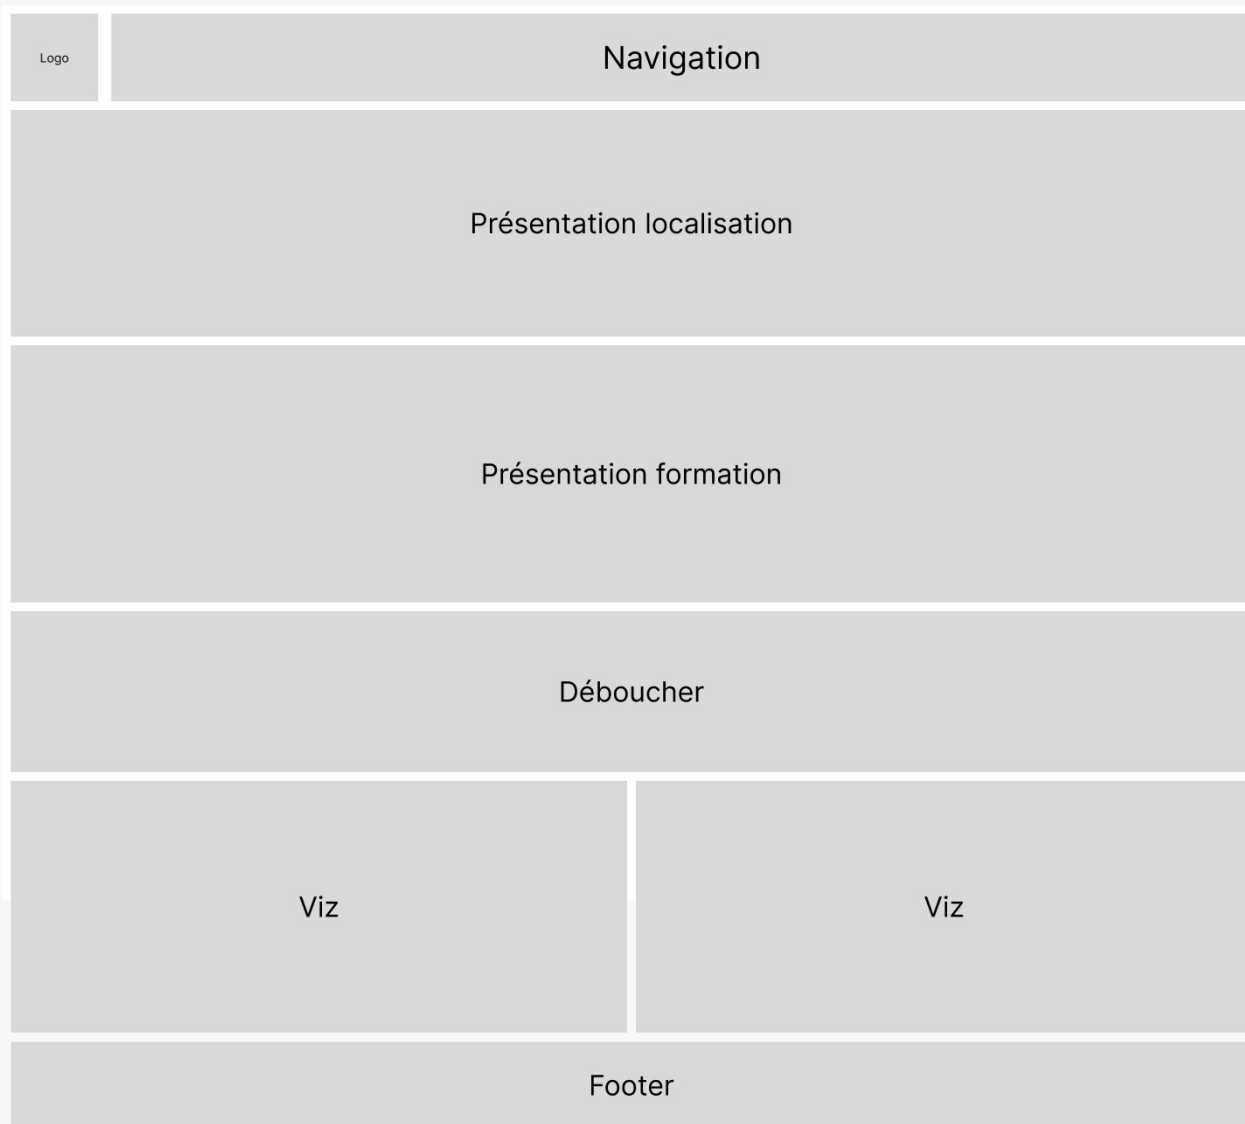 Logo
Navigation
Présentation localisation
Présentation formation
Déboucher
Viz
Viz
Footer